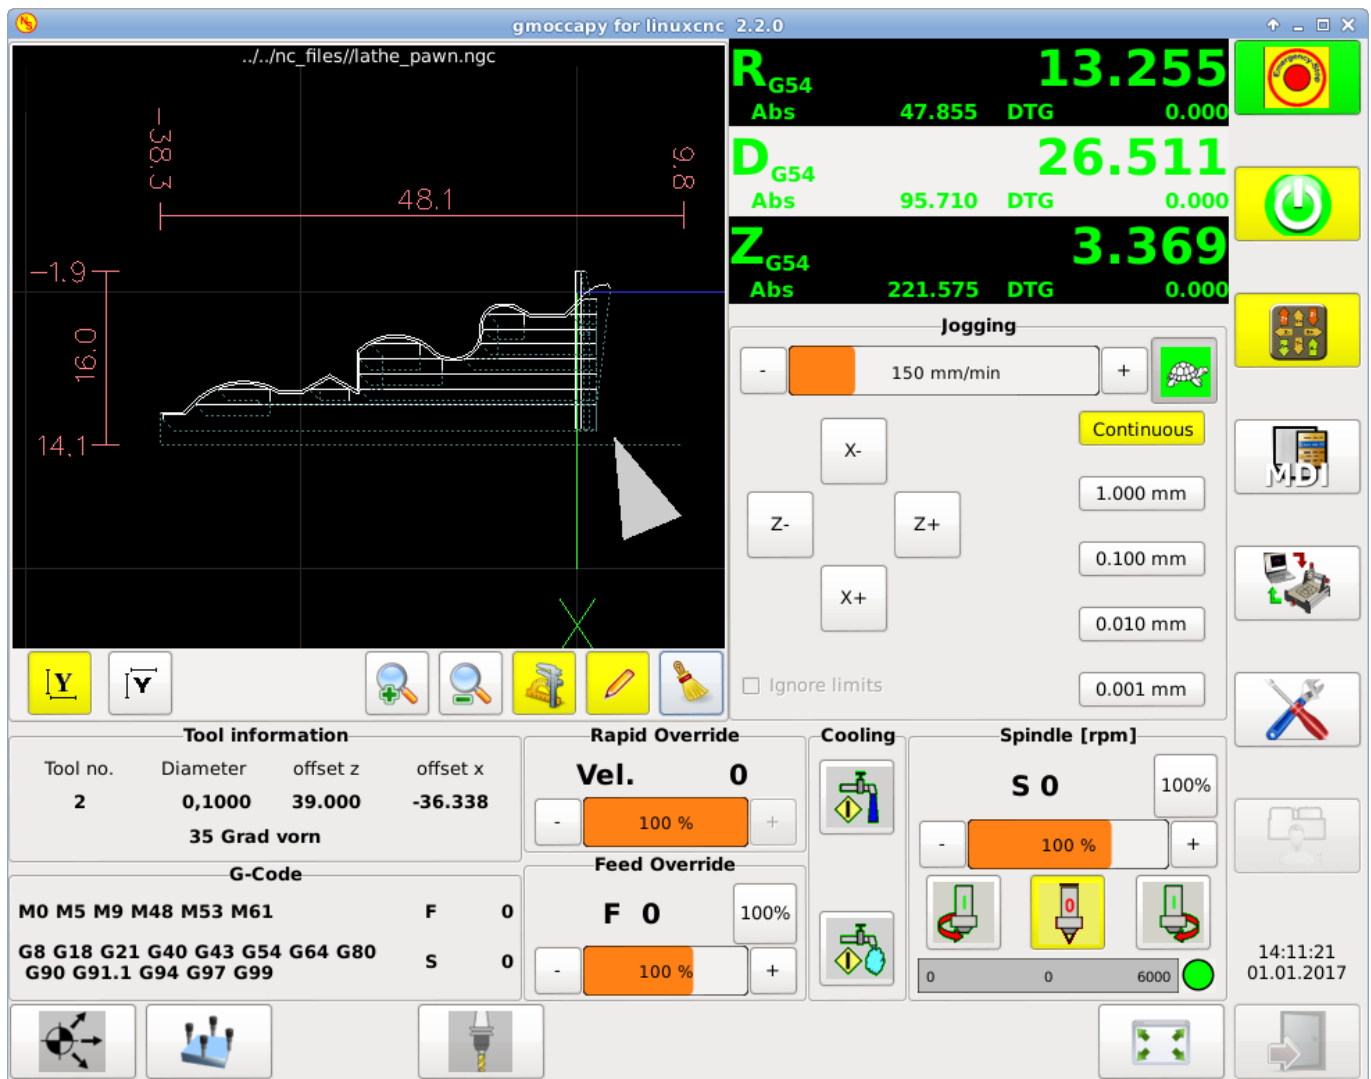 gmoccapy for linuxcnc 2.2.0
../../nc_files//lathe_pawn.ngc
-38.3
9.8
48.1
-1.9
16.0
14.1
X
R G54 13.255
Abs 47.855 DTG 0.000
D G54 26.511
Abs 95.710 DTG 0.000
Z G54 3.369
Abs 221.575 DTG 0.000
Emergency-Stop
Jogging
- 150 mm/min +
Continuous
X-
1.000 mm
Z- Z+
0.100 mm
X+
0.010 mm
Ignore limits
0.001 mm
MDI
Y Y
Tool information
Tool no. Diameter offset z offset x
2 0,1000 39.000 -36.338
35 Grad vorn
G-Code
M0 M5 M9 M48 M53 M61 F 0
G8 G18 G21 G40 G43 G54 G64 G80
G90 G91.1 G94 G97 G99
S 0
Rapid Override
Vel. 0
- 100 % +
Feed Override
F 0 100%
- 100 % +
Cooling
Spindle [rpm]
S 0 100%
- 100 % +
I 0 I
0 0 6000
14:11:21
01.01.2017